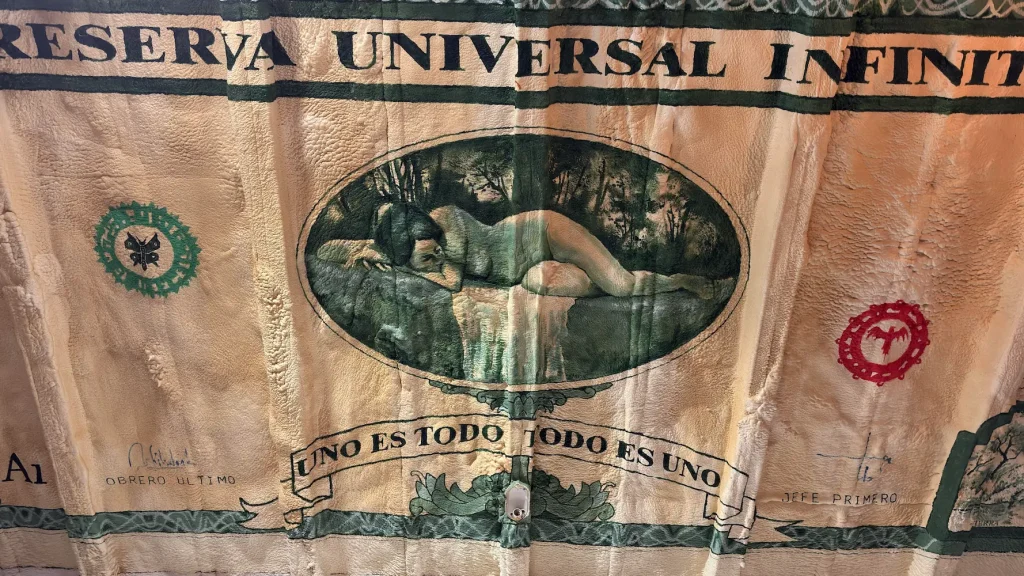 RESERVA UNIVERSAL INFINIT
UNO ES TODO TODO ES UNO
A1
OBRERO ULTIMO
JEFE PRIMERO